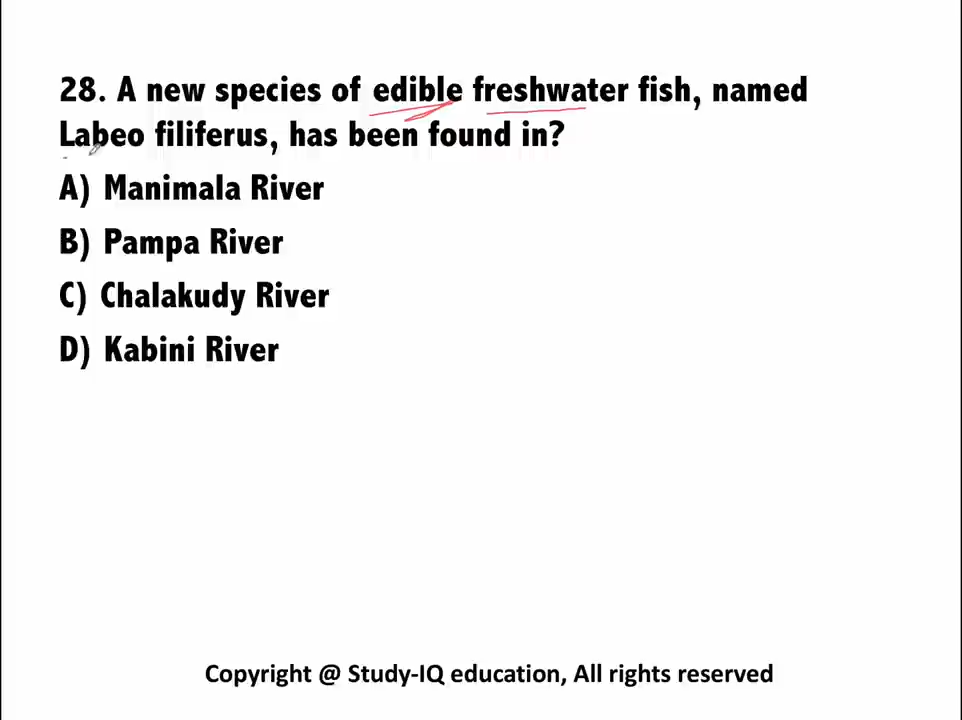 28. A new species of edible freshwater fish, named
Labeo filiferus, has been found in?
A) Manimala River
B) Pampa River
C) Chalakudy River
D) Kabini River
Copyright @ Study-IQ education, All rights reserved